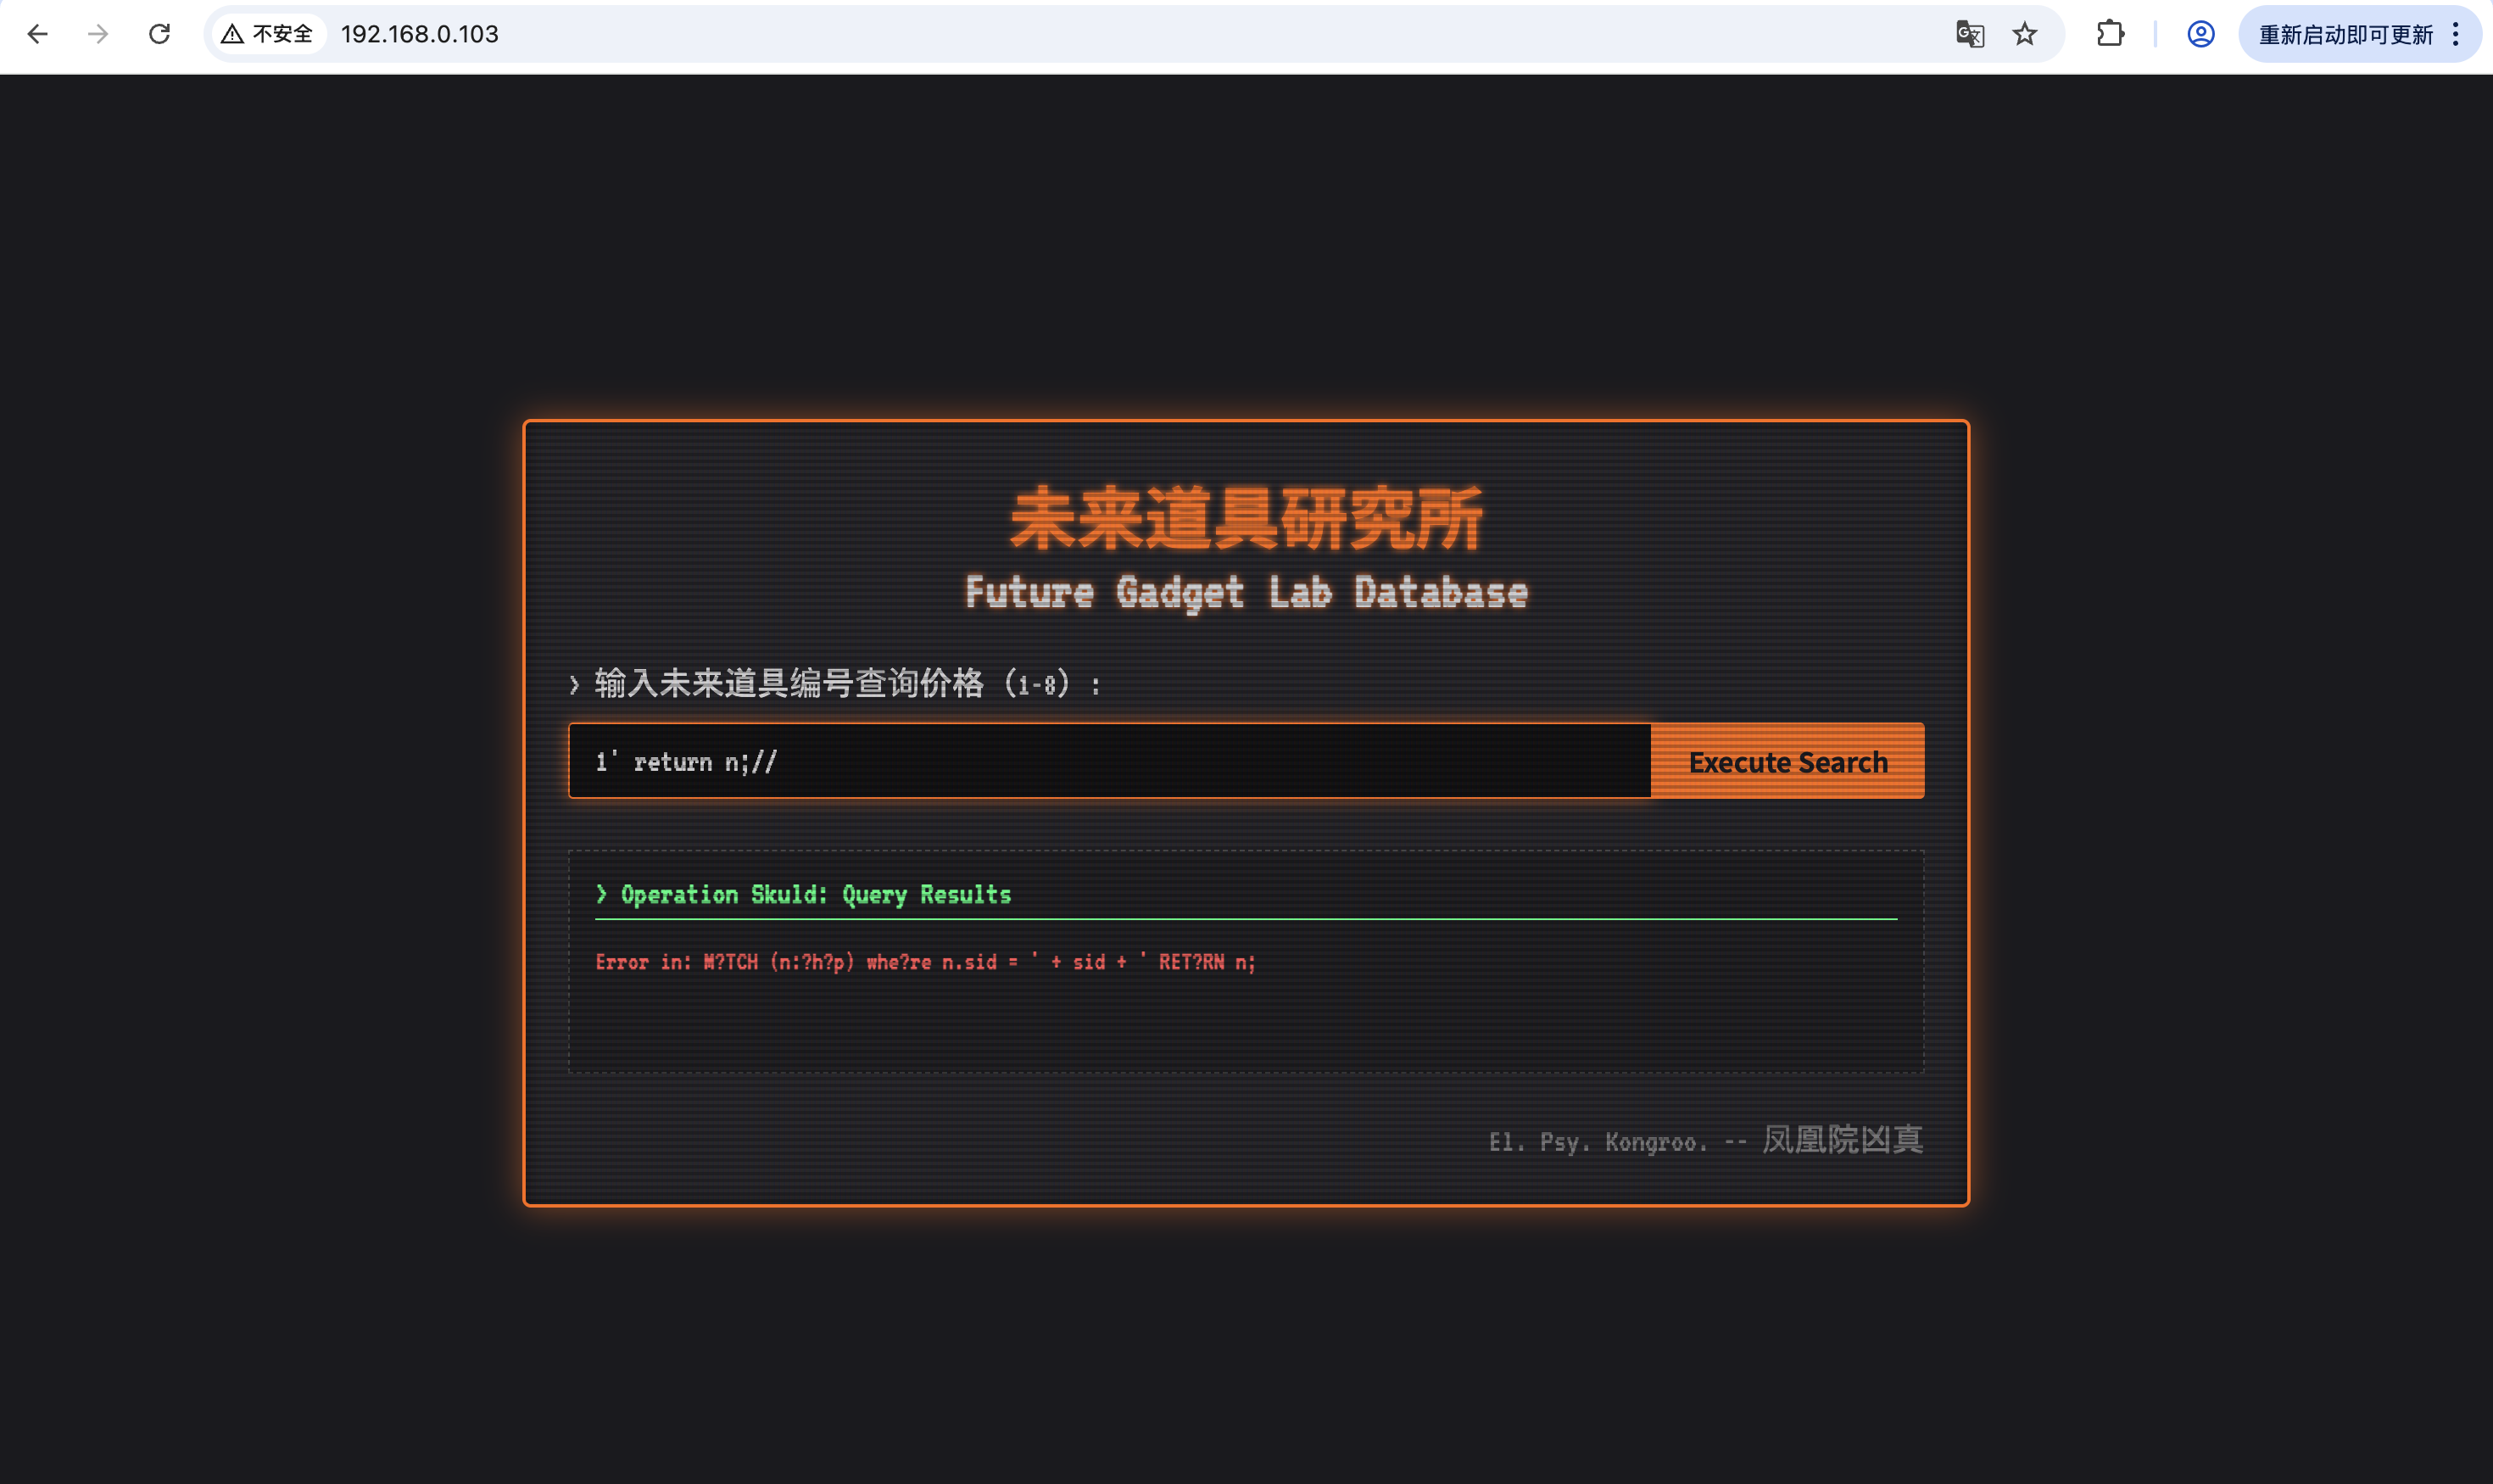 不安全 192.168.0.103 重新启动即可更新
未来道具研究所
Future Gadget Lab Database
> 输入未来道具编号查询价格（1-8）:
1' return n;// Execute Search
> Operation Skuld: Query Results
Error in: M?TCH (n:?h?p) whe?re n.sid = ' + sid + ' RET?RN n;
El. Psy. Kongroo. -- 凤凰院凶真